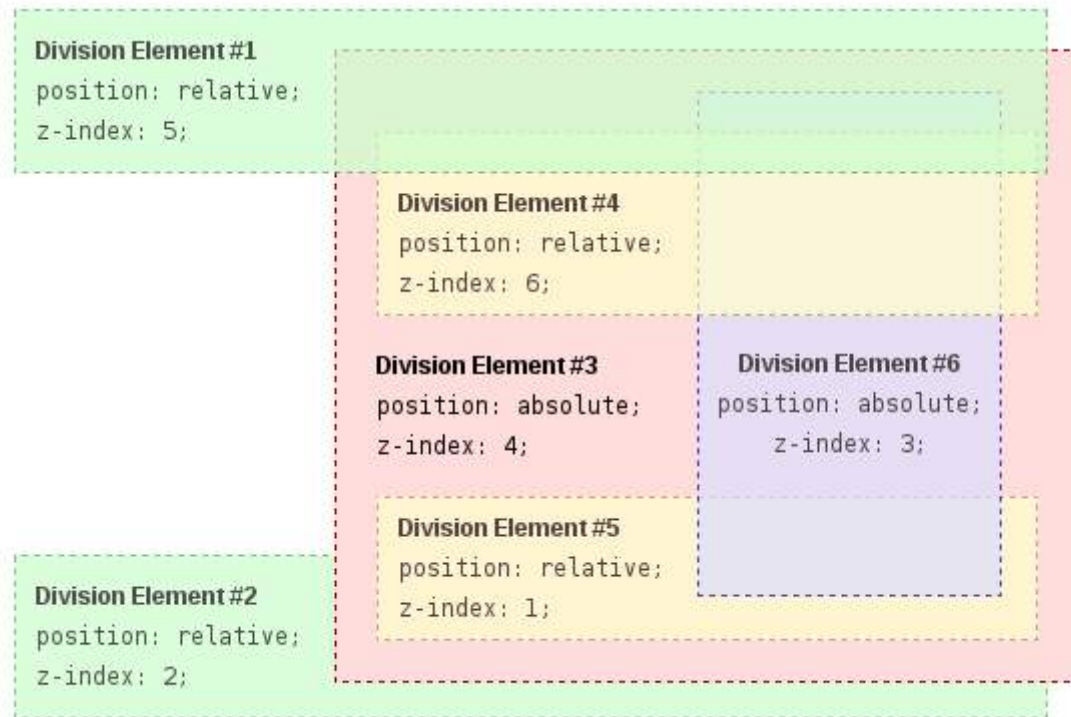 Division Element #1
position: relative;
z-index: 5;
Division Element #4
position: relative;
z-index: 6;
Division Element #3
position: absolute;
z-index: 4;
Division Element #6
position: absolute;
z-index: 3;
Division Element #5
position: relative;
z-index: 1;
Division Element #2
position: relative;
z-index: 2;